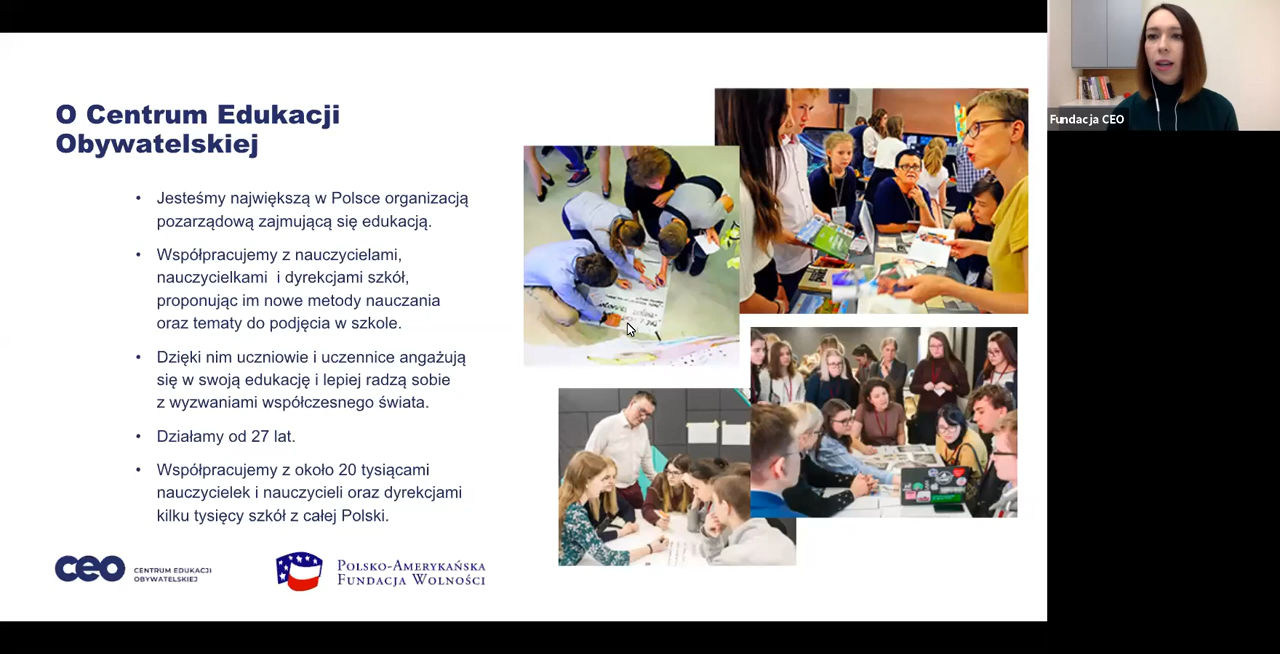 O Centrum Edukacji
Obywatelskiej
• Jesteśmy największą w Polsce organizacją
pozarządową zajmującą się edukacją.
• Współpracujemy z nauczycielami,
nauczycielkami i dyrekcjami szkół,
proponując im nowe metody nauczania
oraz tematy do podjęcia w szkole.
• Dzięki nim uczniowie i uczennice angażują
się w swoją edukację i lepiej radzą sobie
z wyzwaniami współczesnego świata.
• Działamy od 27 lat.
• Współpracujemy z około 20 tysiącami
nauczycielek i nauczycieli oraz dyrekcjami
kilku tysięcy szkół z całej Polski.
CEO CENTRUM EDUKACJI
OBYWATELSKIEJ
POLSKO-AMERYKAŃSKA
FUNDACJA WOLNOŚCI
Fundacja CEO